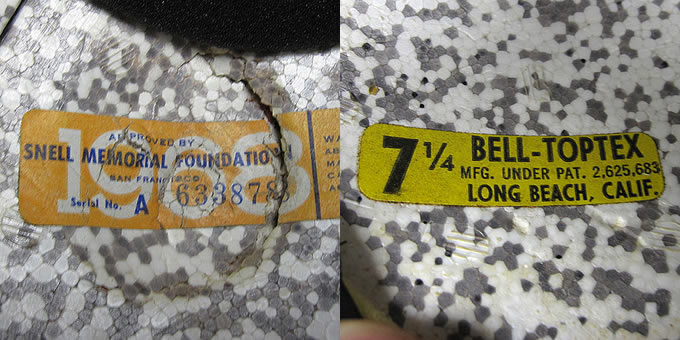 APPROVED BY
SNELL MEMORIAL FOUNDATION
SAN FRANCISCO
Serial No. A 633878
7 1/4 BELL-TOPTEX
MFG. UNDER PAT. 2,625,683
LONG BEACH, CALIF.